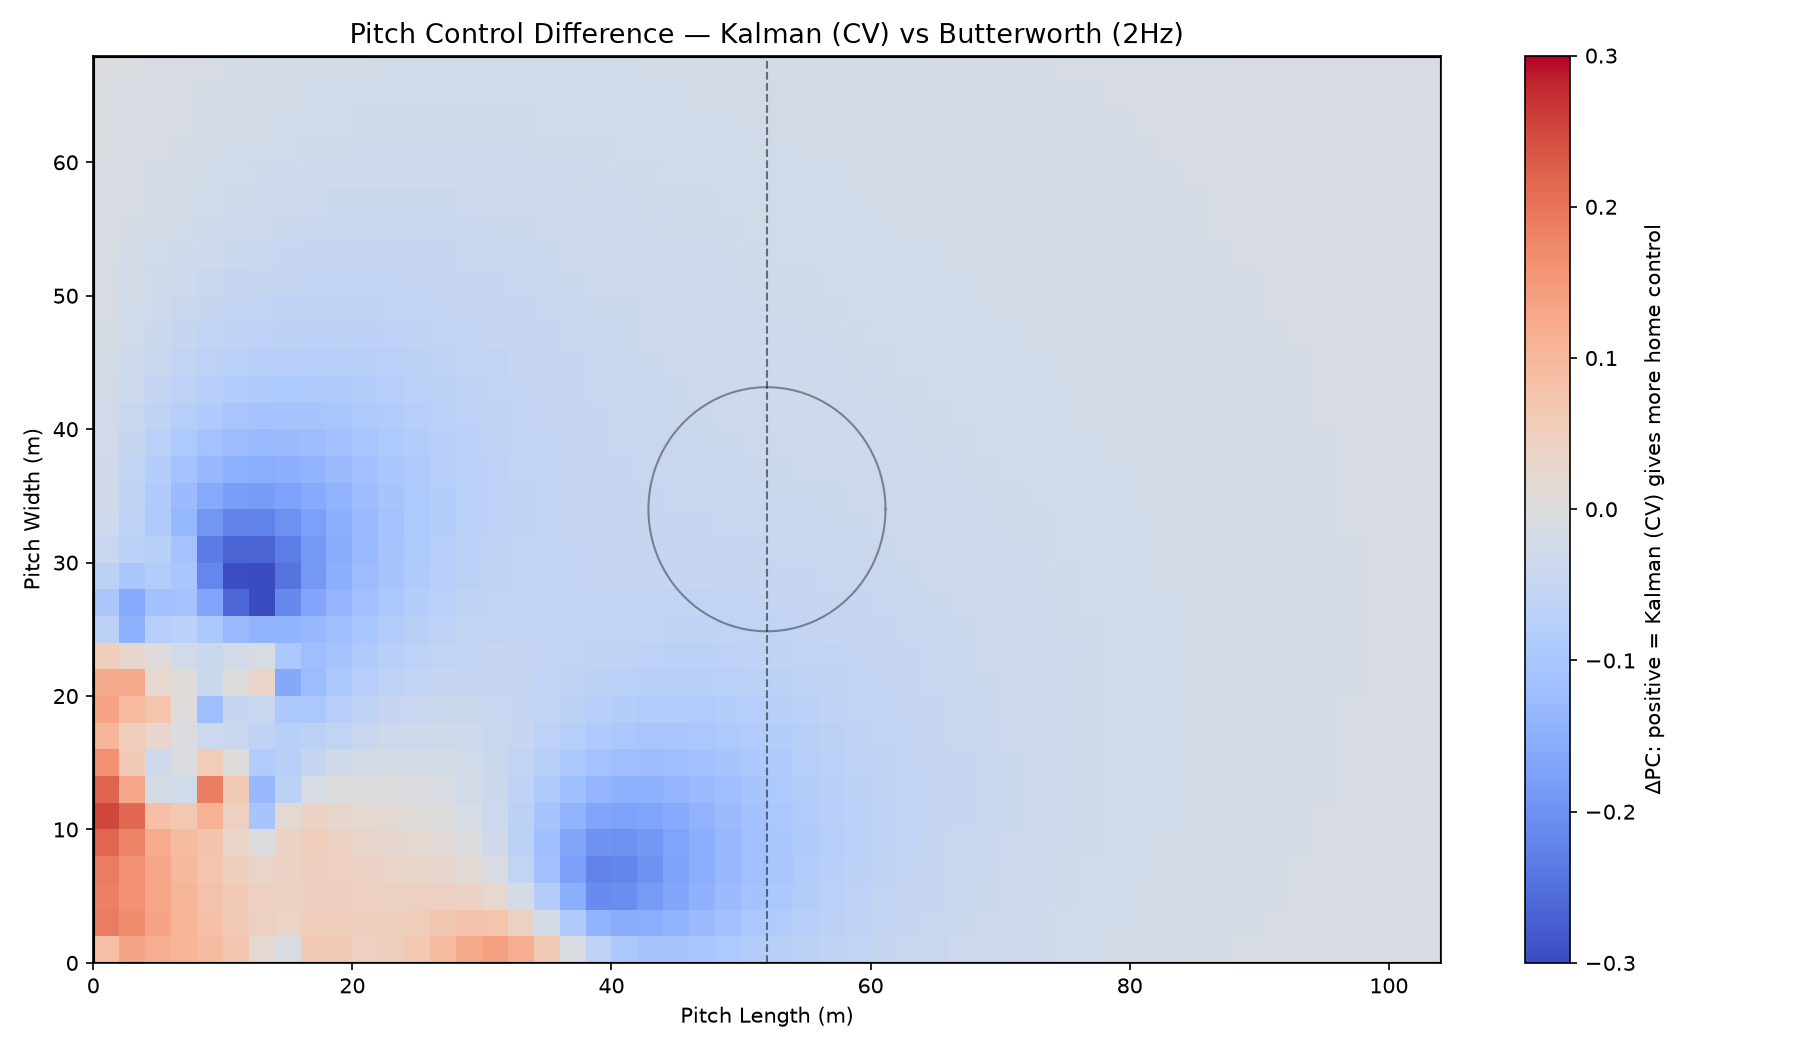 Pitch Control Difference — Kalman (CV) vs Butterworth (2Hz)
Pitch Width (m)
60
50
40
30
20
10
0
0 20 40 60 80 100
Pitch Length (m)
0.3
0.2
0.1
0.0
−0.1
−0.2
−0.3
ΔPC: positive = Kalman (CV) gives more home control